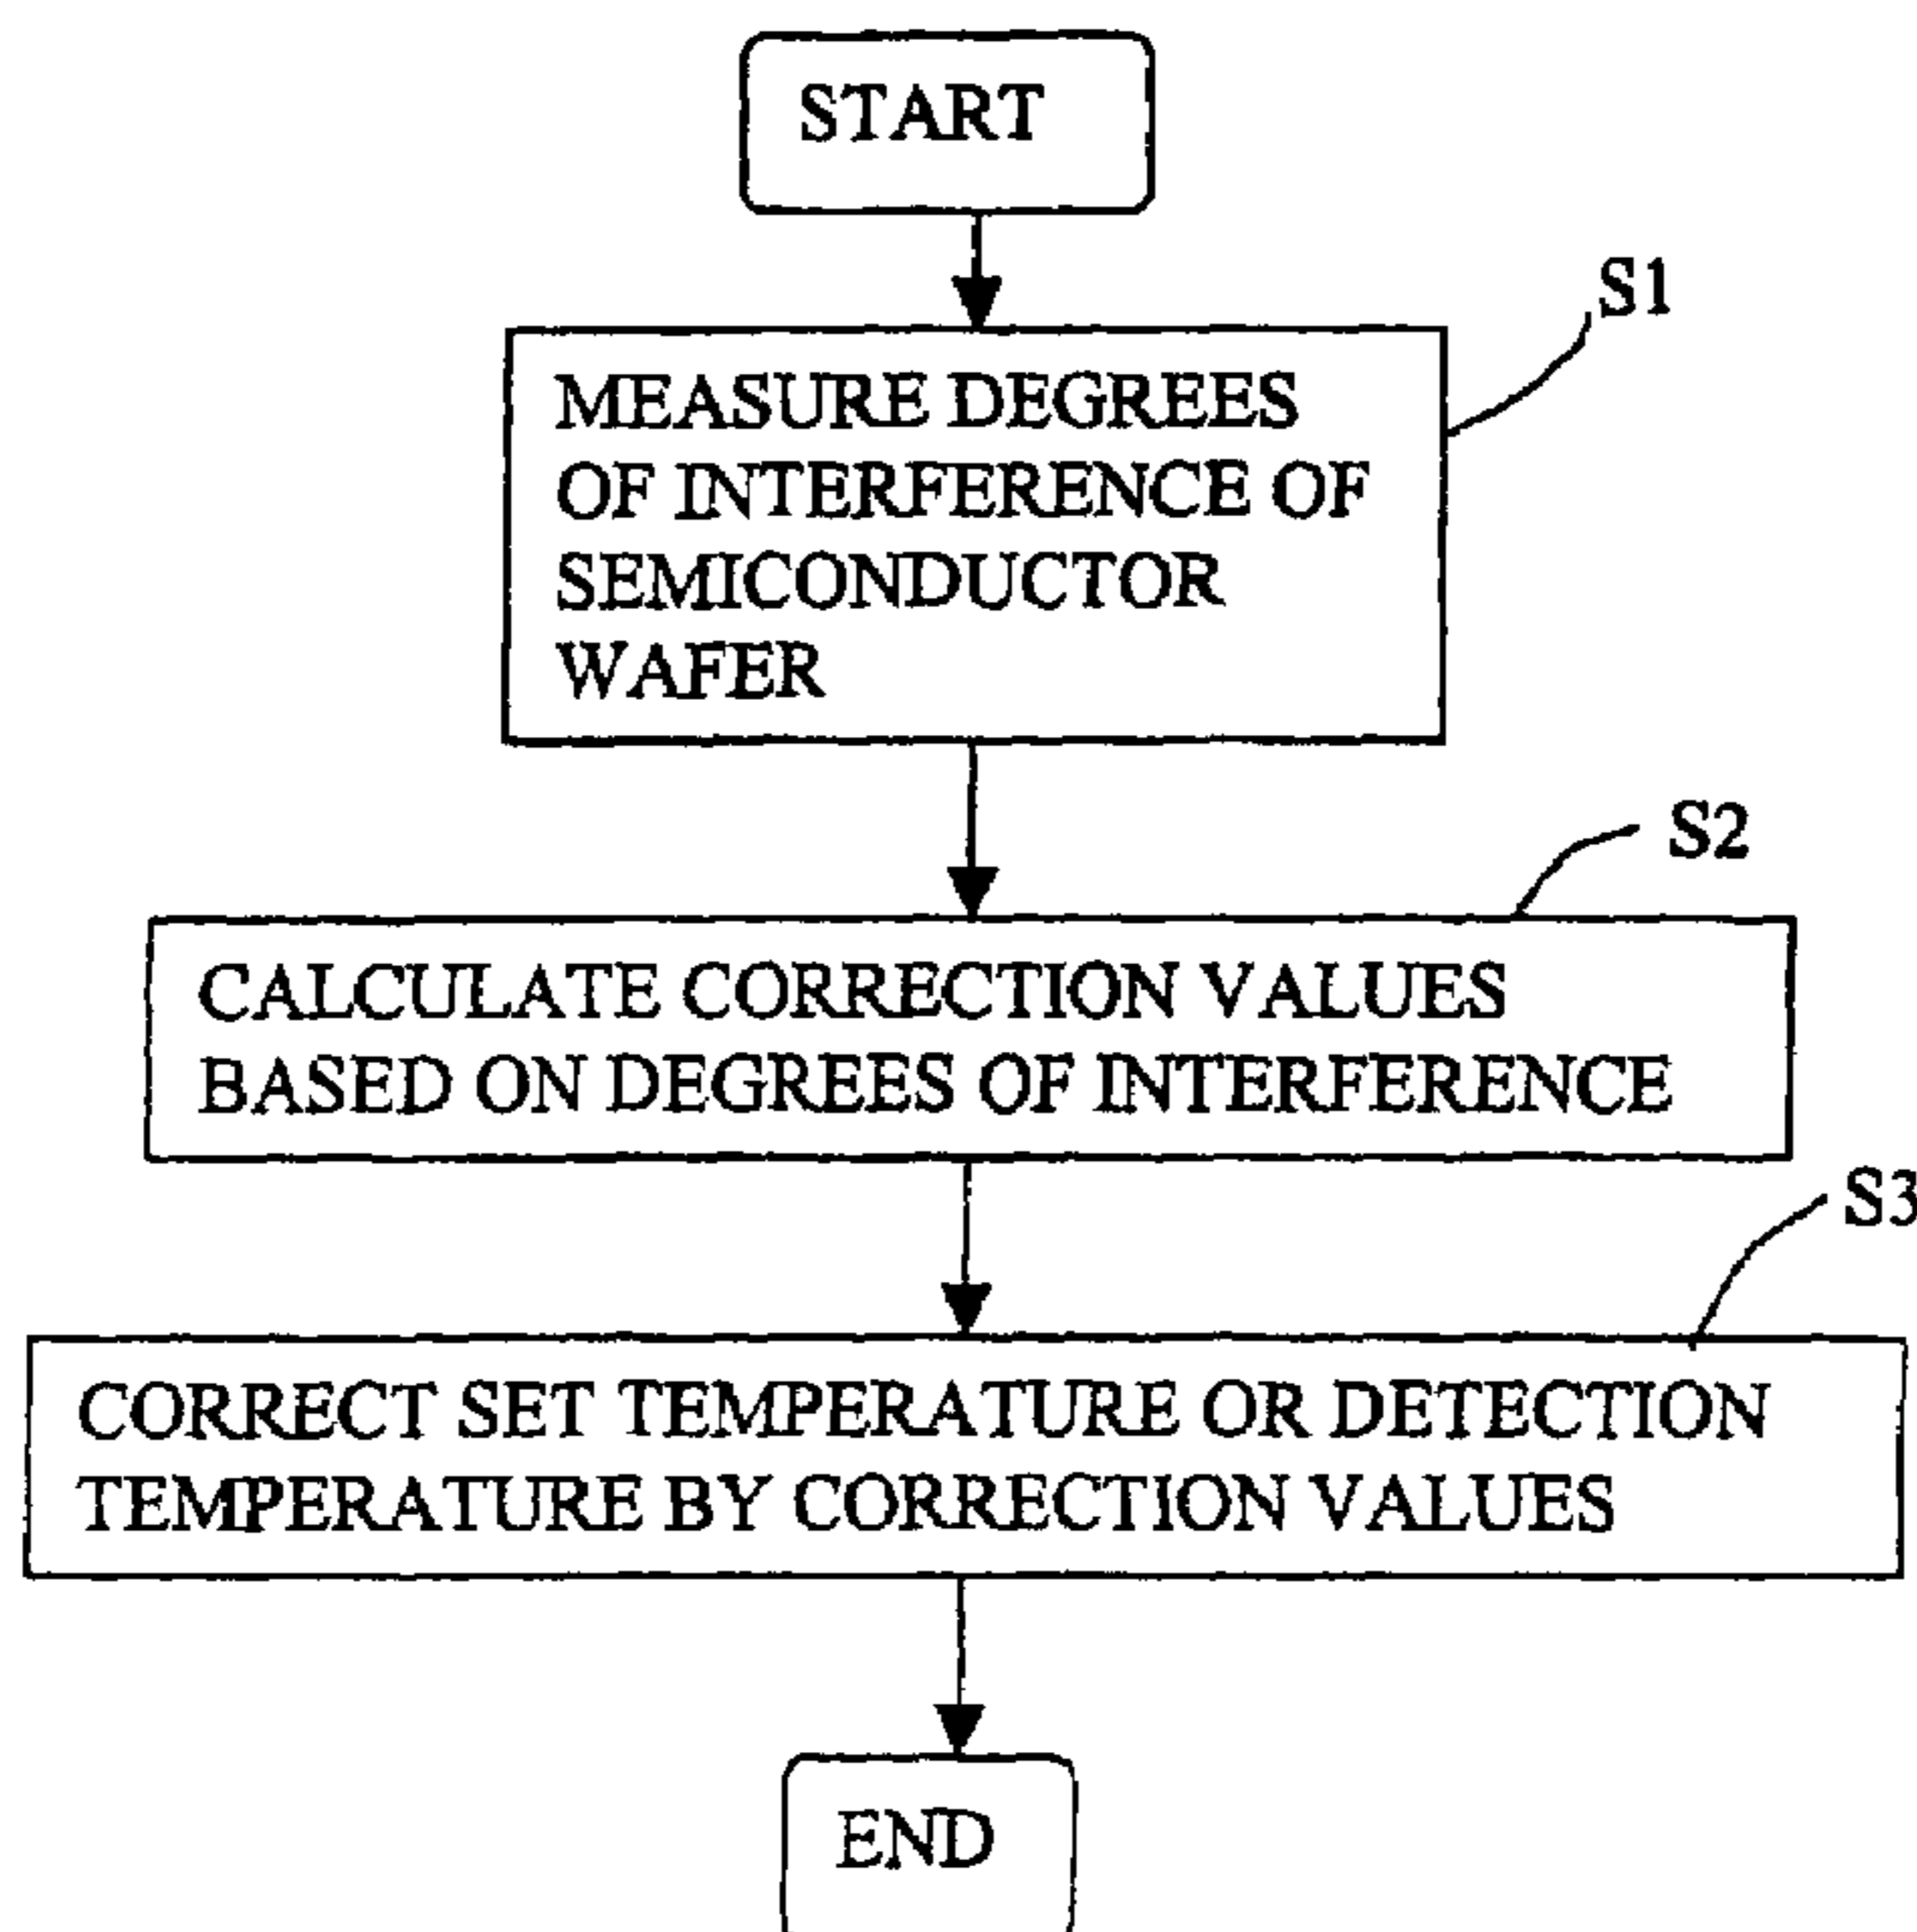 START
S1
MEASURE DEGREES
OF INTERFERENCE OF
SEMICONDUCTOR
WAFER
S2
CALCULATE CORRECTION VALUES
BASED ON DEGREES OF INTERFERENCE
S3
CORRECT SET TEMPERATURE OR DETECTION
TEMPERATURE BY CORRECTION VALUES
END